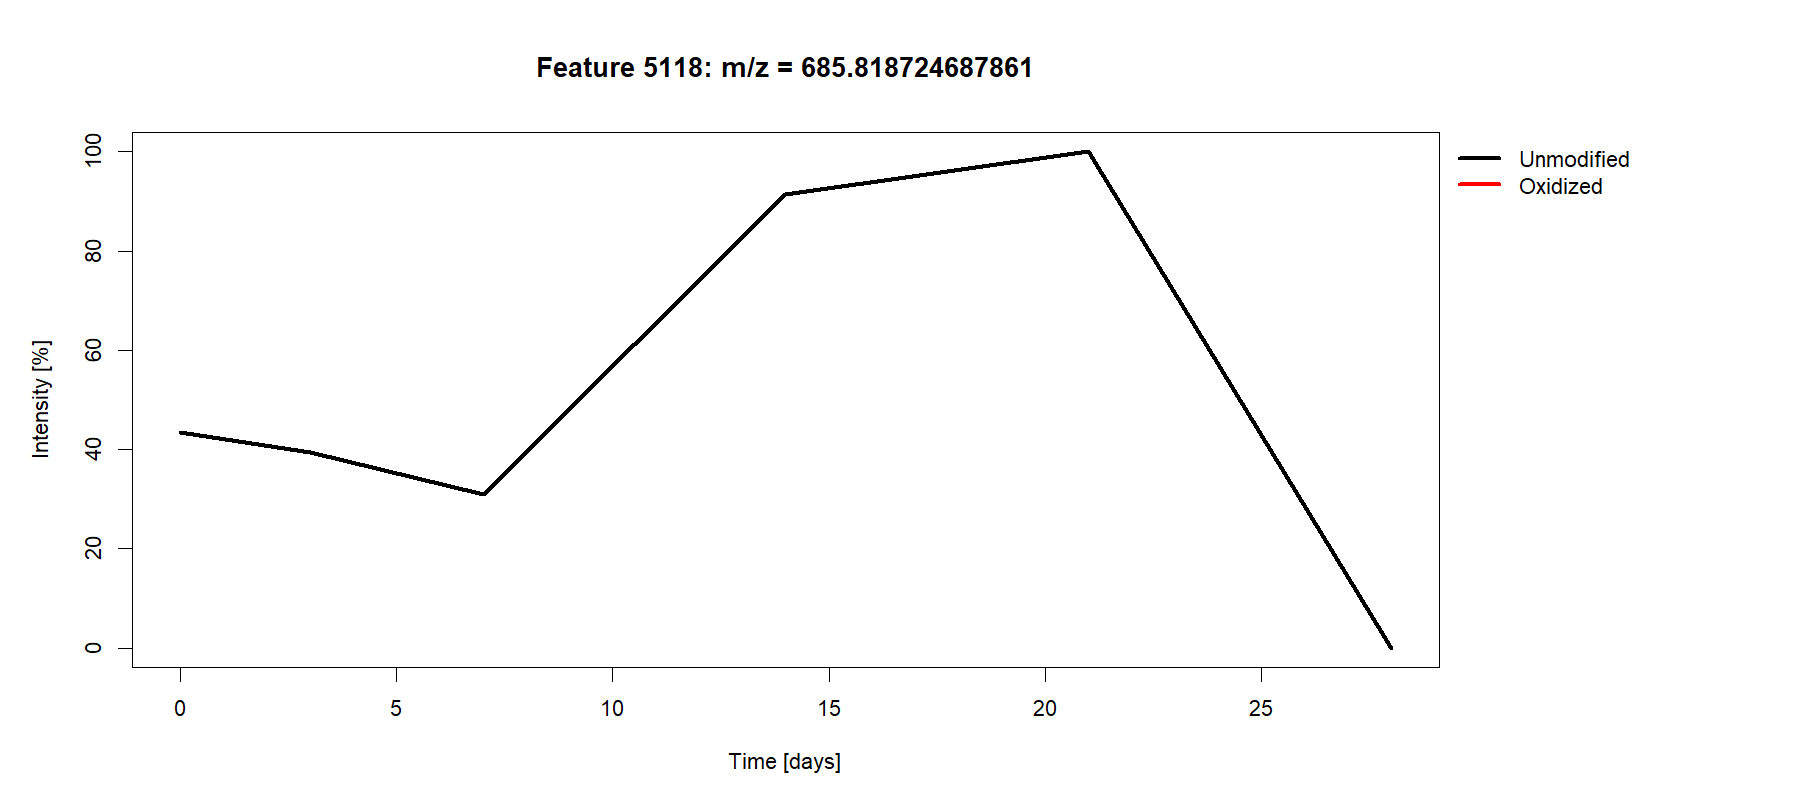 Feature 5118: m/z = 685.818724687861
Unmodified
Oxidized
Intensity [%]
100
80
60
40
20
0
0 5 10 15 20 25
Time [days]